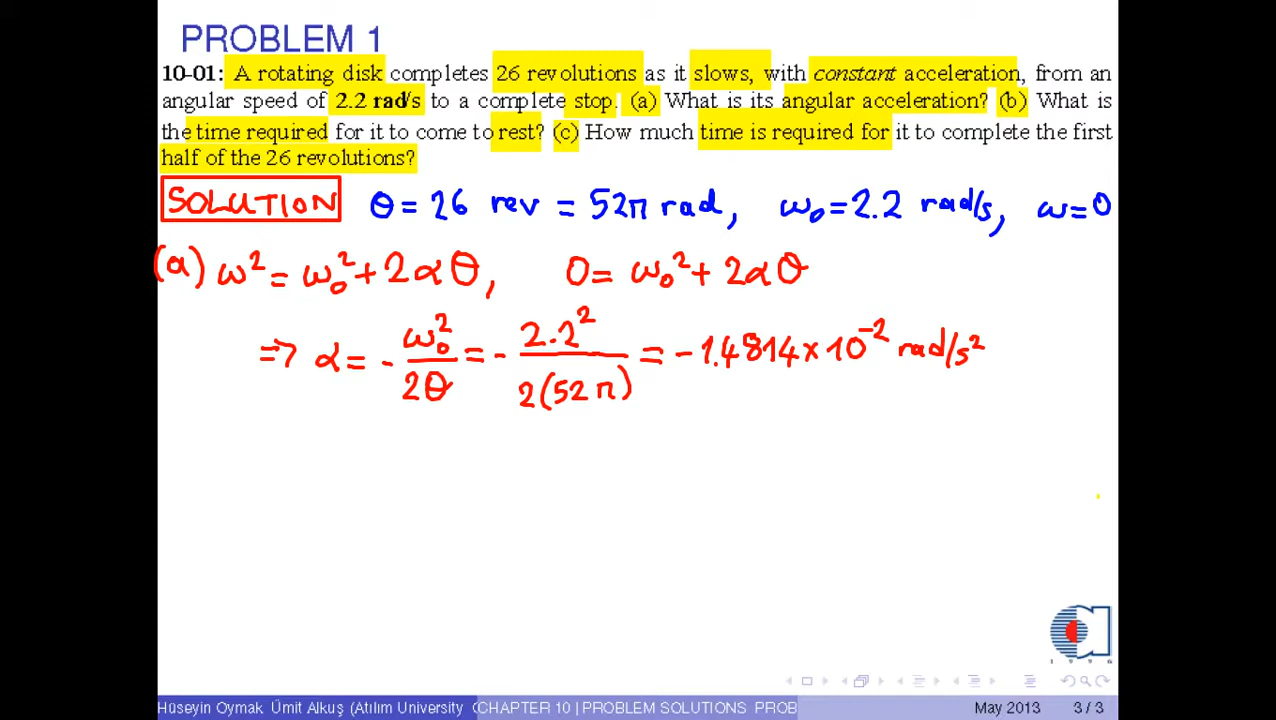 PROBLEM 1
10-01: A rotating disk completes 26 revolutions as it slows, with constant acceleration, from an
angular speed of 2.2 rad/s to a complete stop. (a) What is its angular acceleration? (b) What is
the time required for it to come to rest? (c) How much time is required for it to complete the first
half of the 26 revolutions?
SOLUTION θ = 26 rev = 52π rad, ω₀ = 2.2 rad/s, ω = 0
(a) ω² = ω₀² + 2αθ, 0 = ω₀² + 2αθ
⇒ α = - ω₀²/2θ = - 2.2²/2(52π) = -1.4814 × 10⁻² rad/s²
1996
Hüseyin Oymak, Ümit Alkuş (Atılım University CHAPTER 10 | PROBLEM SOLUTIONS PROB May 2013 3 / 3